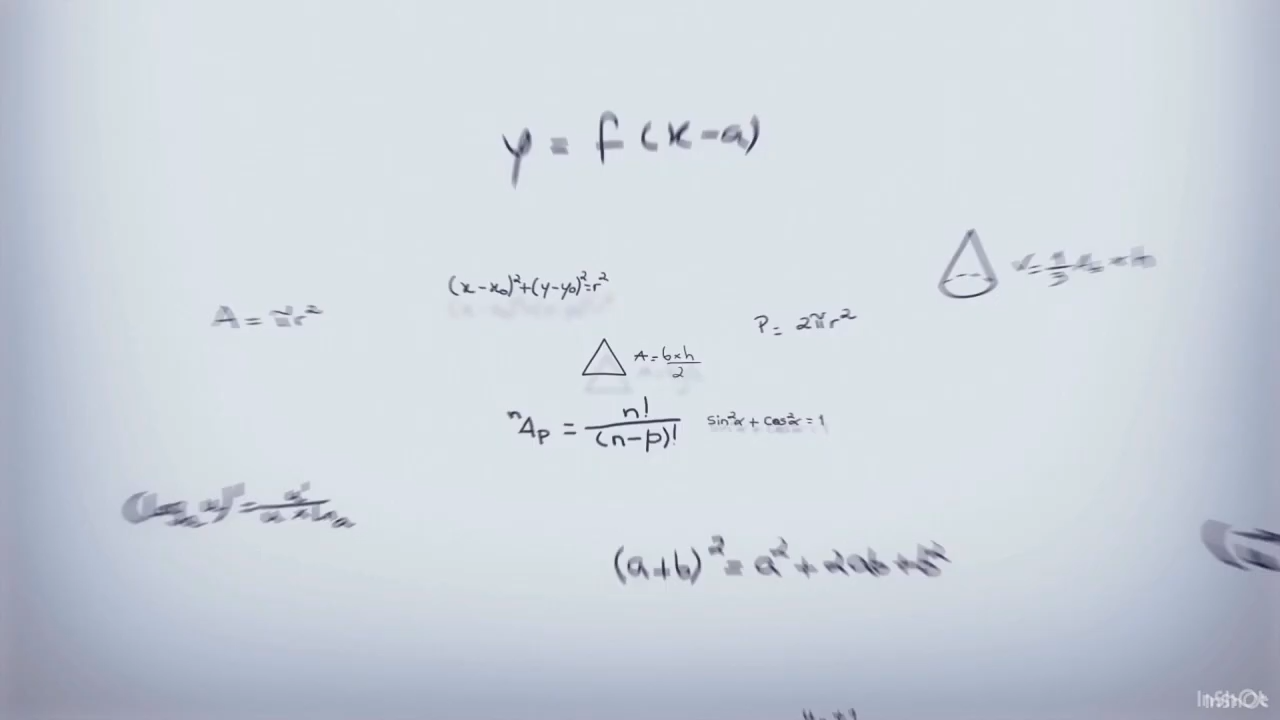 y = f(x-a)
(x-x₀)²+(y-y₀)²=r²
A = πr²
P = 2πr²
A = b×h/2
ⁿAₚ = n!/(n-p)!
sin²α + cos²α = 1
(a+b)² = a² + 2ab + b²
InShot